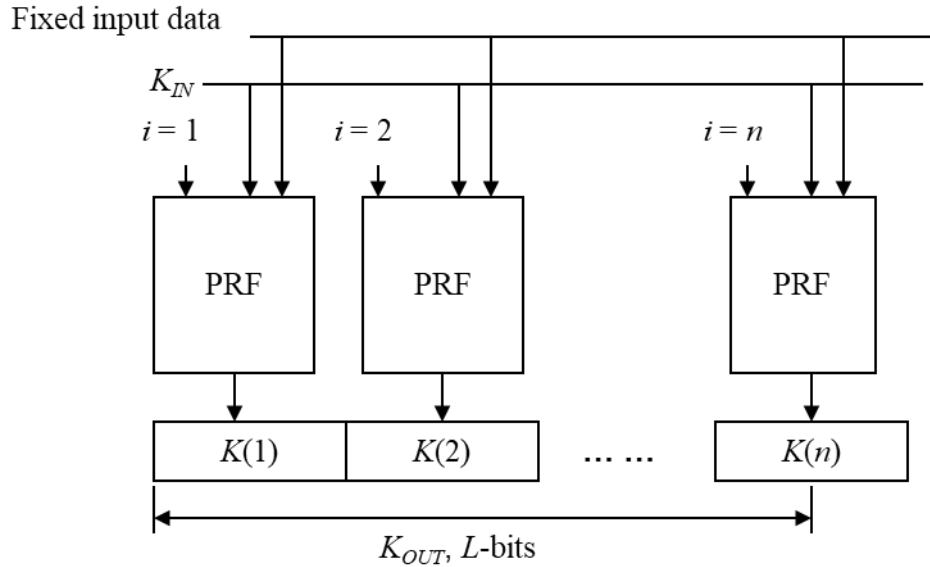 Fixed input data
K_IN
i = 1 i = 2 i = n
PRF PRF PRF
K(1) K(2) ... ... K(n)
K_OUT, L-bits